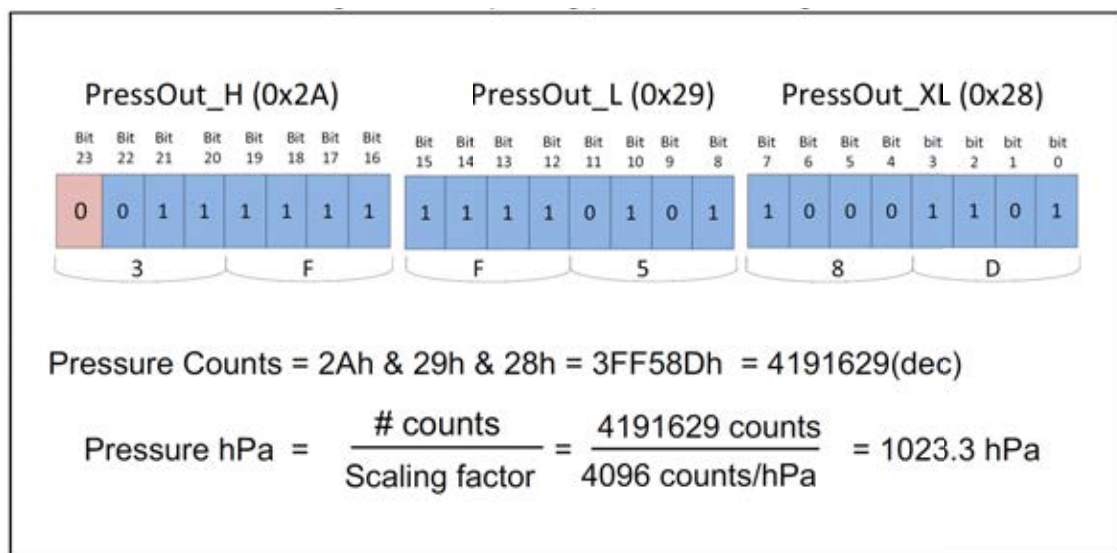 PressOut_H (0x2A) PressOut_L (0x29) PressOut_XL (0x28)
Bit 23 Bit 22 Bit 21 Bit 20 Bit 19 Bit 18 Bit 17 Bit 16 Bit 15 Bit 14 Bit 13 Bit 12 Bit 11 Bit 10 Bit 9 Bit 8 Bit 7 Bit 6 Bit 5 Bit 4 bit 3 bit 2 bit 1 bit 0
0 0 1 1 1 1 1 1 1 1 1 1 0 1 0 1 1 0 0 0 1 1 0 1
3 F F 5 8 D
Pressure Counts = 2Ah & 29h & 28h = 3FF58Dh = 4191629(dec)
Pressure hPa = # counts / Scaling factor = 4191629 counts / 4096 counts/hPa = 1023.3 hPa